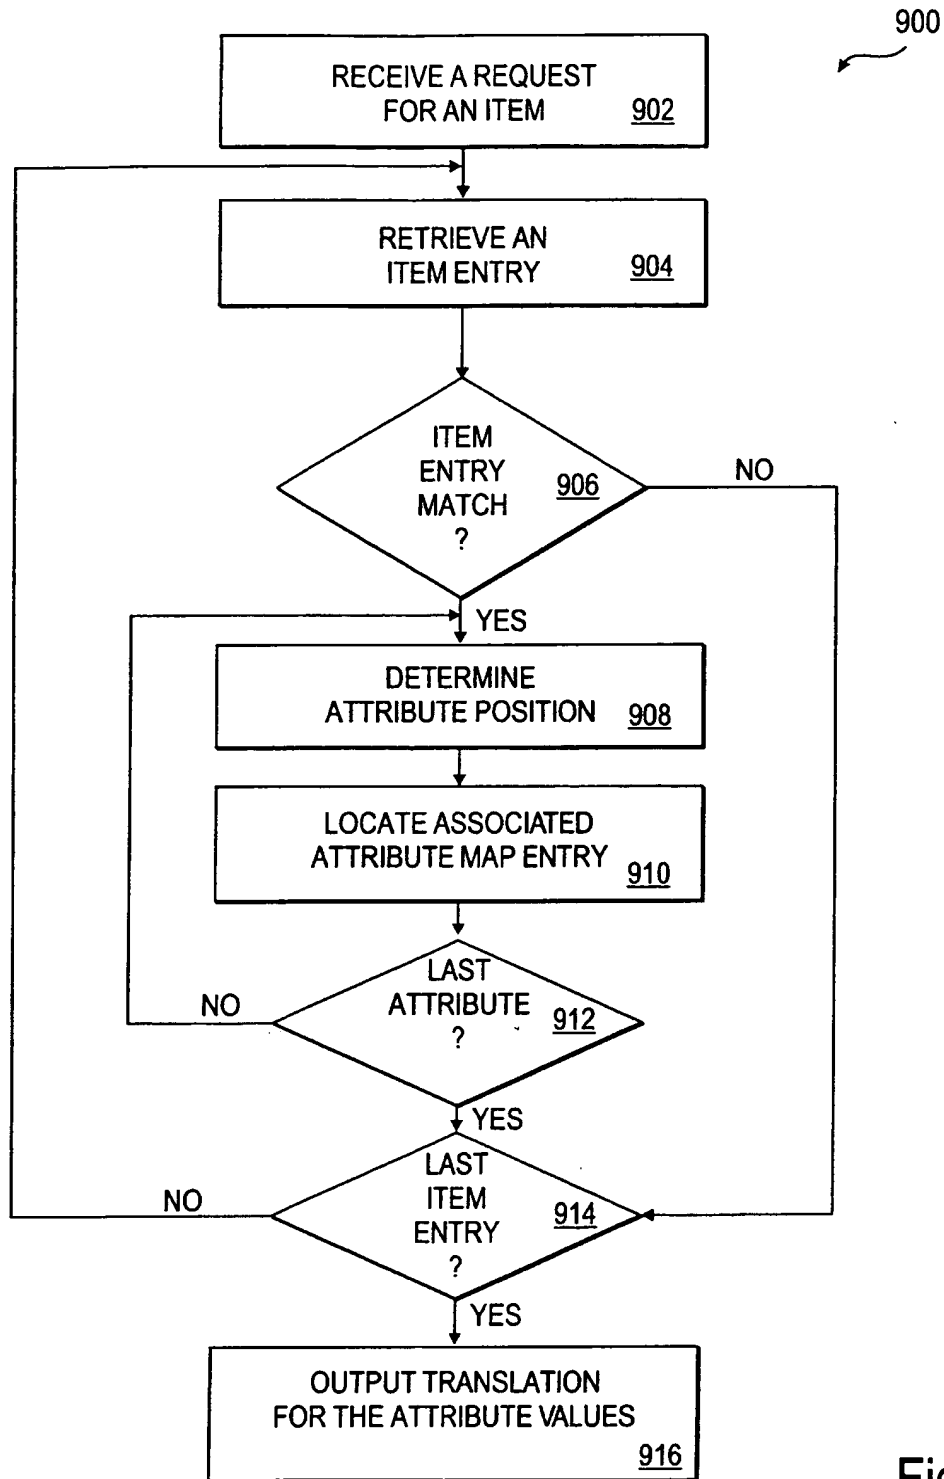 900
RECEIVE A REQUEST
FOR AN ITEM 902
RETRIEVE AN
ITEM ENTRY 904
ITEM
ENTRY 906
MATCH
?
NO
YES
DETERMINE
ATTRIBUTE POSITION 908
LOCATE ASSOCIATED
ATTRIBUTE MAP ENTRY 910
LAST
ATTRIBUTE 912
?
NO
YES
LAST
ITEM 914
ENTRY
?
NO
YES
OUTPUT TRANSLATION
FOR THE ATTRIBUTE VALUES
916